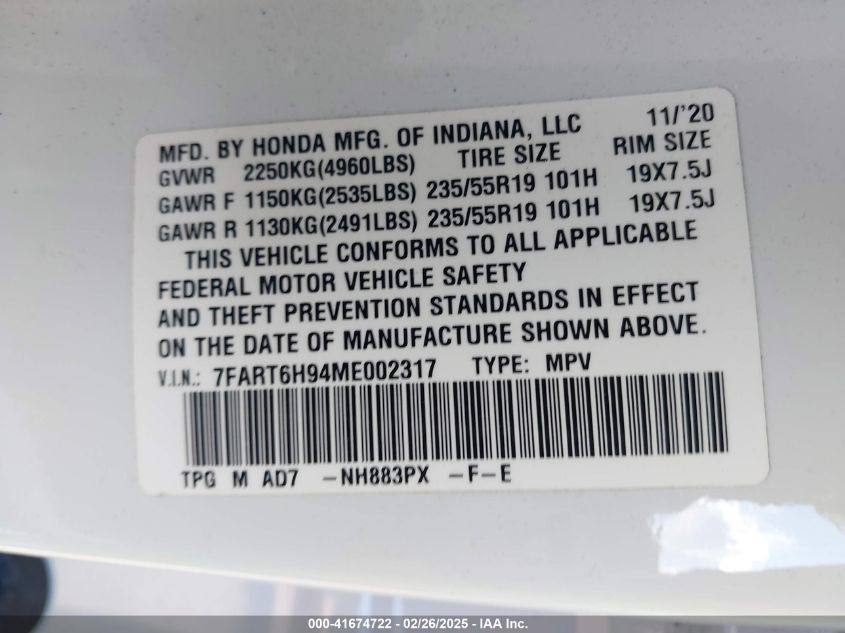 MFD. BY HONDA MFG. OF INDIANA, LLC 11/'20
GVWR 2250KG(4960LBS) TIRE SIZE RIM SIZE
GAWR F 1150KG(2535LBS) 235/55R19 101H 19X7.5J
GAWR R 1130KG(2491LBS) 235/55R19 101H 19X7.5J
THIS VEHICLE CONFORMS TO ALL APPLICABLE
FEDERAL MOTOR VEHICLE SAFETY
AND THEFT PREVENTION STANDARDS IN EFFECT
ON THE DATE OF MANUFACTURE SHOWN ABOVE.
V.I.N.: 7FART6H94ME002317 TYPE: MPV
TPG M AD7 -NH883PX -F-E
000-41674722 - 02/26/2025 - IAA Inc.